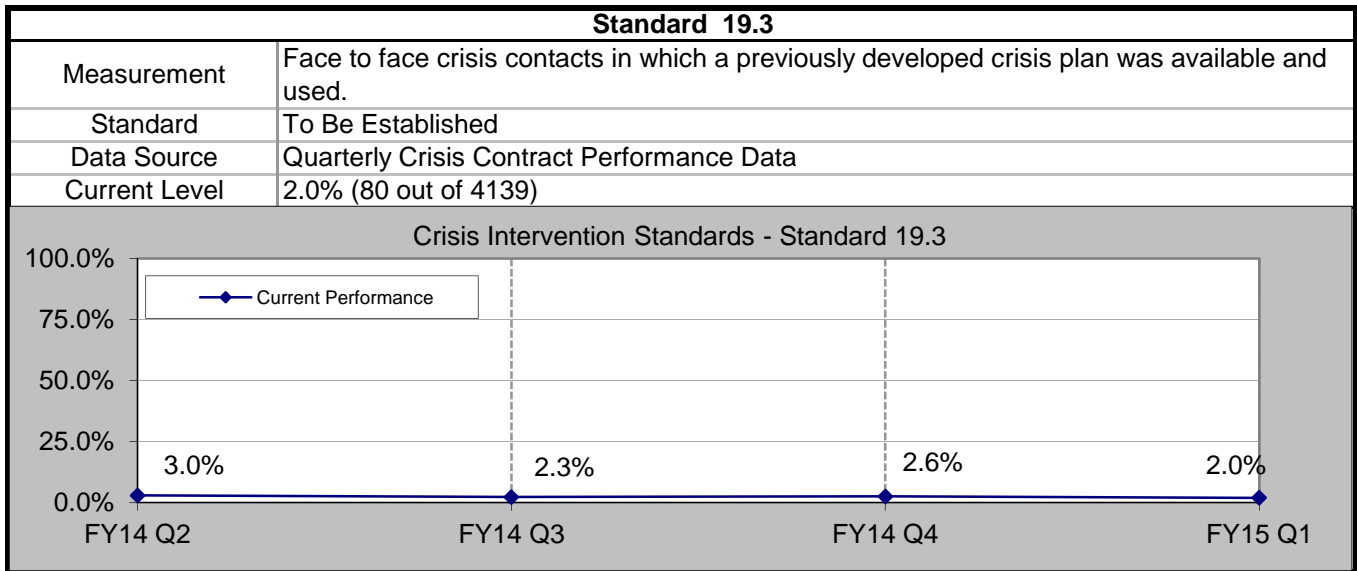 Standard 19.3
Measurement
Face to face crisis contacts in which a previously developed crisis plan was available and
used.
Standard
To Be Established
Data Source
Quarterly Crisis Contract Performance Data
Current Level
2.0% (80 out of 4139)
Crisis Intervention Standards - Standard 19.3
100.0%
Current Performance
75.0%
50.0%
25.0%
3.0%
2.3%
2.6%
2.0%
0.0%
FY14 Q2
FY14 Q3
FY14 Q4
FY15 Q1